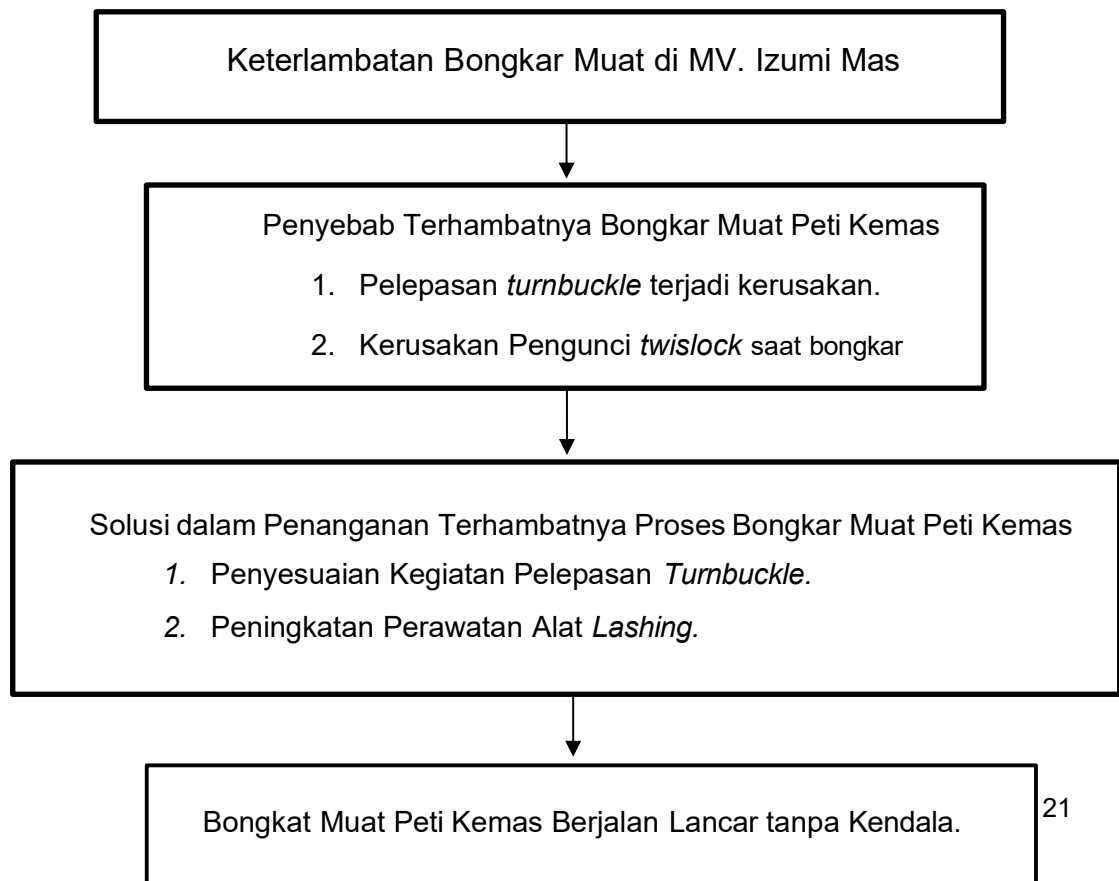 Keterlambatan Bongkar Muat di MV. Izumi Mas
Penyebab Terhambatnya Bongkar Muat Peti Kemas
1. Pelepasan turnbuckle terjadi kerusakan.
2. Kerusakan Pengunci twislock saat bongkar
Solusi dalam Penanganan Terhambatnya Proses Bongkar Muat Peti Kemas
1. Penyesuaian Kegiatan Pelepasan Turnbuckle.
2. Peningkatan Perawatan Alat Lashing.
Bongkat Muat Peti Kemas Berjalan Lancar tanpa Kendala.
21